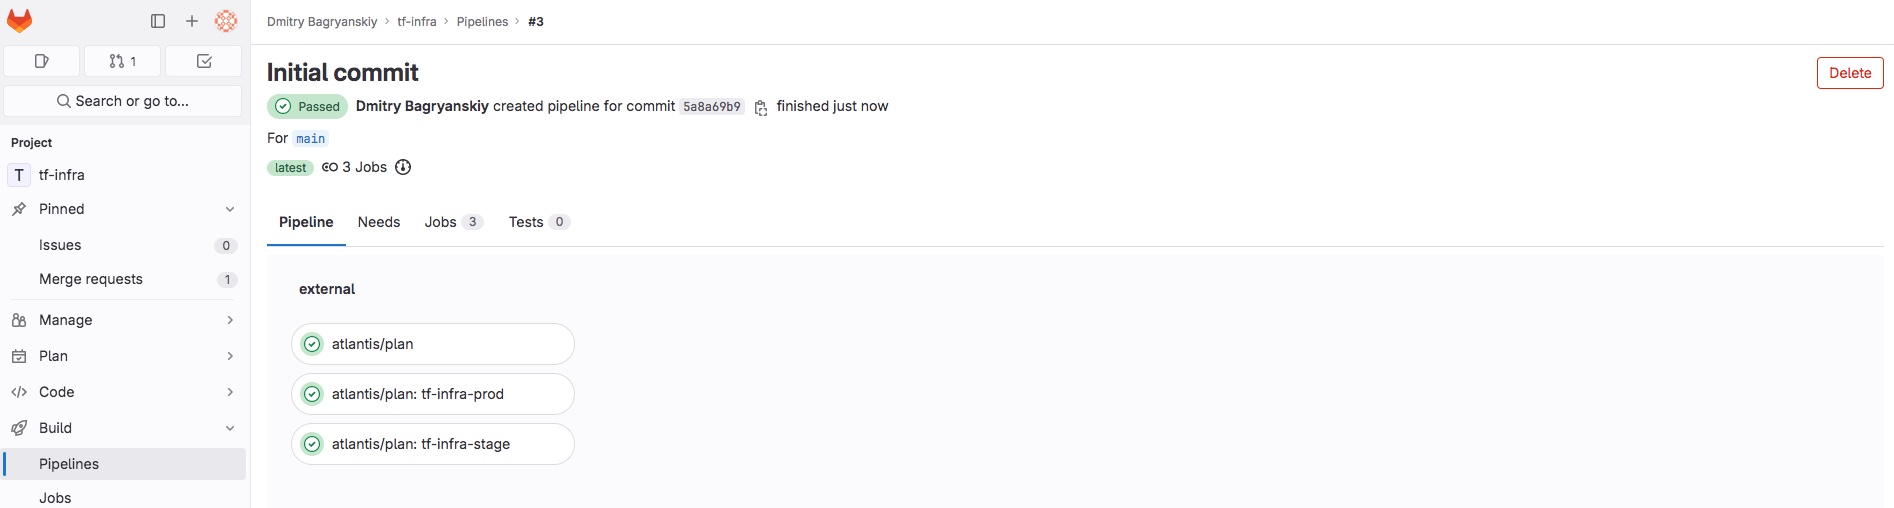 Dmitry Bagryanskiy › tf-infra › Pipelines › #3
1
Search or go to...
Project
T tf-infra
Pinned
Issues 0
Merge requests 1
Manage
Plan
Code
Build
Pipelines
Jobs
Initial commit
Delete
Passed Dmitry Bagryanskiy created pipeline for commit 5a8a69b9 finished just now
For main
latest 3 Jobs
Pipeline Needs Jobs 3 Tests 0
external
atlantis/plan
atlantis/plan: tf-infra-prod
atlantis/plan: tf-infra-stage